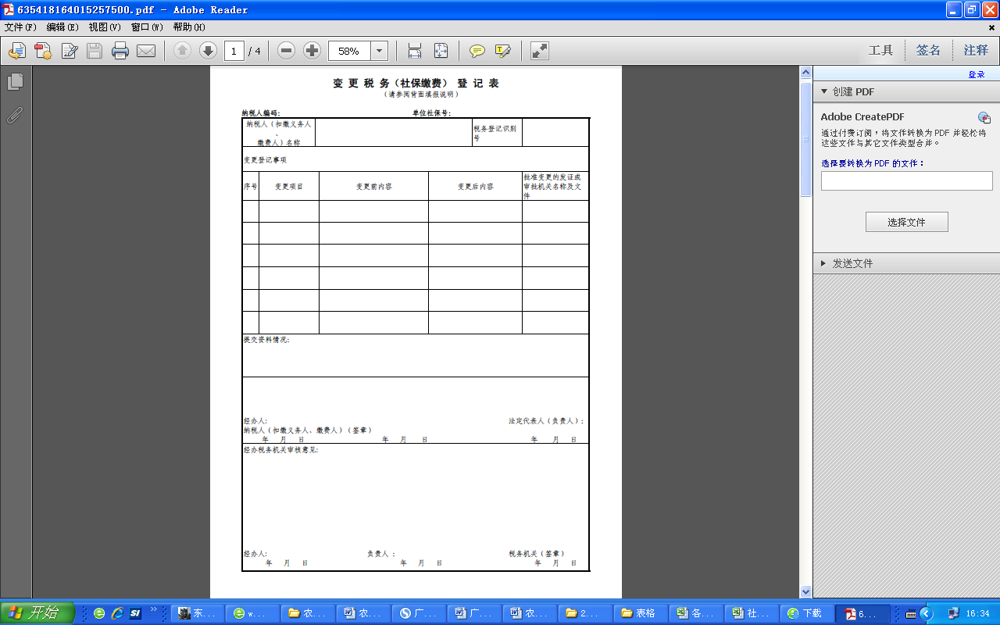 635418164015257500.pdf - Adobe Reader
文件(F) 编辑(E) 视图(V) 窗口(W) 帮助(H)
1 / 4 58% 工具 签名 注释
登录
创建 PDF
Adobe CreatePDF
通过付费订阅，将文件转换为 PDF 并轻松将
这些文件与其它文件类型合并。
选择要转换为 PDF 的文件：
选择文件
发送文件
变 更 税 务（社保缴费） 登 记 表
（请参阅背面填报说明）
纳税人编码: 单位社保号:
纳税人（扣缴义务人
、
缴费人）名称
税务登记识别
号
变更登记事项
序号 变更项目 变更前内容 变更后内容
批准变更的发证或
审批机关名称及文
件
提交资料情况:
经办人: 法定代表人（负责人）:
纳税人（扣缴义务人、缴费人）（签章）
年 月 日 年 月 日 年 月 日
经办税务机关审核意见:
经办人: 负责人 : 税务机关（签章）
年 月 日 年 月 日 年 月 日
开始 SI 东... w... 农... 农... 广... 广... 农... 2... 表格 各... 社... 下载 6... 16:34